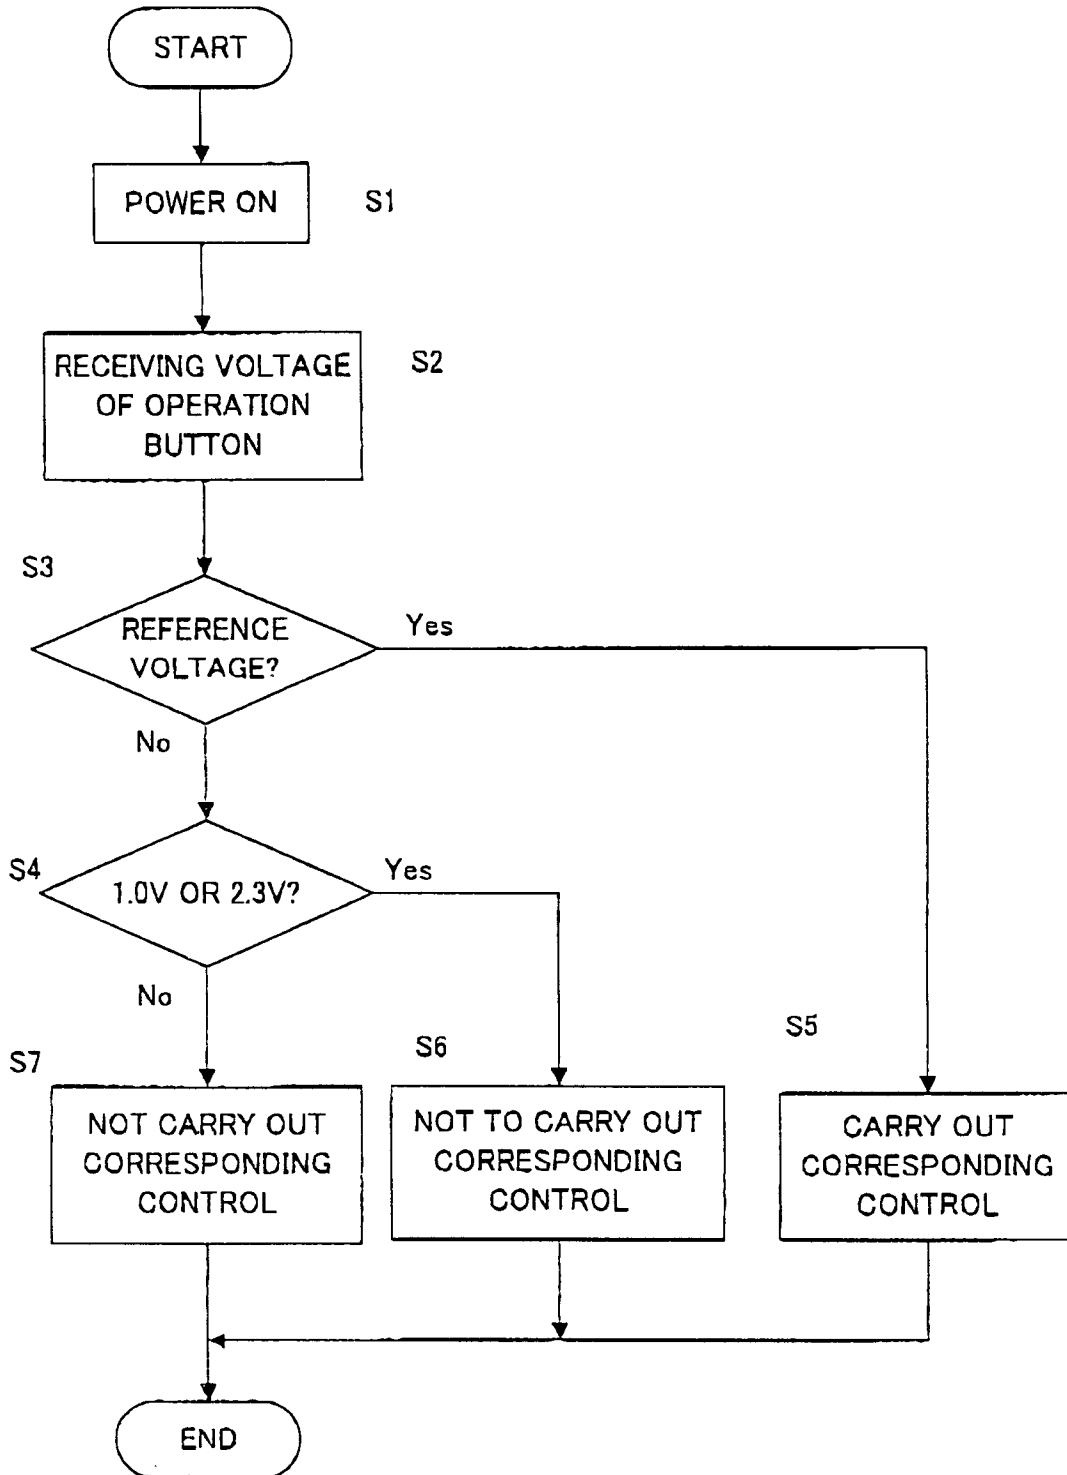 START
POWER ON
S1
RECEIVING VOLTAGE
OF OPERATION
BUTTON
S2
S3
REFERENCE
VOLTAGE?
Yes
No
S4
1.0V OR 2.3V?
Yes
No
S7
NOT CARRY OUT
CORRESPONDING
CONTROL
S6
NOT TO CARRY OUT
CORRESPONDING
CONTROL
S5
CARRY OUT
CORRESPONDING
CONTROL
END